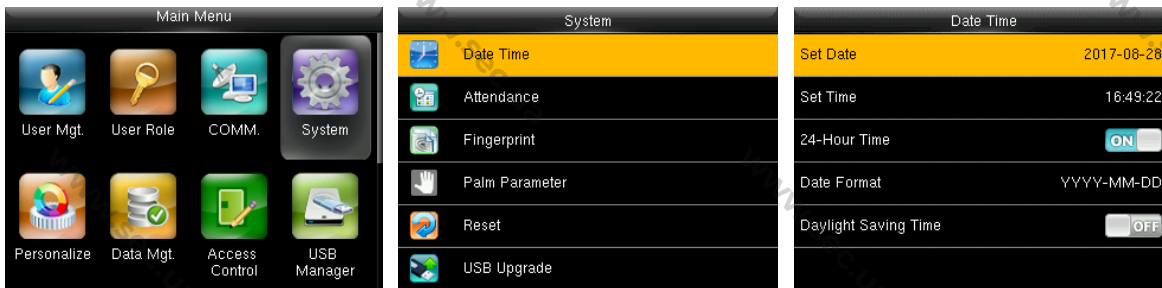 Main Menu
User Mgt.
User Role
COMM.
System
Personalize
Data Mgt.
Access
Control
USB
Manager
System
Date Time
Attendance
Fingerprint
Palm Parameter
Reset
USB Upgrade
Date Time
Set Date 2017-08-28
Set Time 16:49:22
24-Hour Time ON
Date Format YYYY-MM-DD
Daylight Saving Time OFF